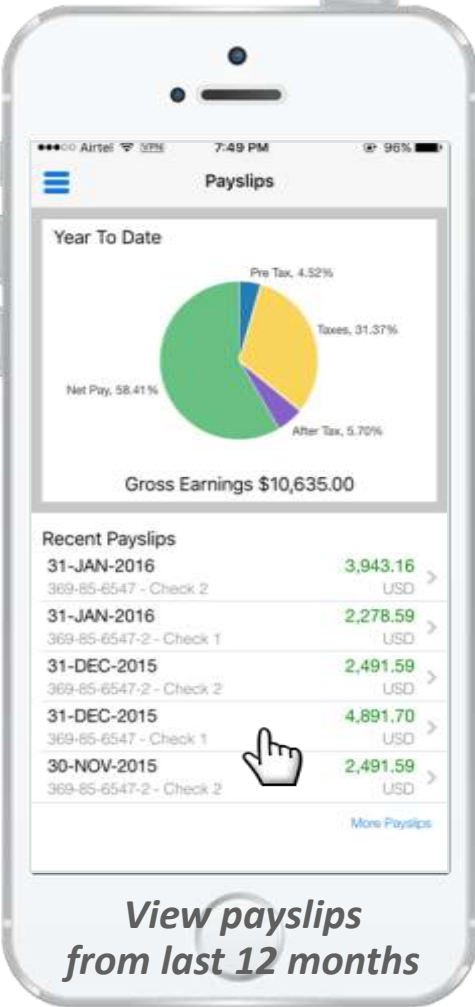 Airtel VPN 7:49 PM 96%
Payslips
Year To Date
Pre Tax, 4.52%
Taxes, 31.37%
Net Pay, 58.41%
After Tax, 5.70%
Gross Earnings $10,635.00
Recent Payslips
31-JAN-2016 3,943.16
369-85-6547 - Check 2 USD
31-JAN-2016 2,278.59
369-85-6547-2 - Check 1 USD
31-DEC-2015 2,491.59
369-85-6547-2 - Check 2 USD
31-DEC-2015 4,891.70
369-85-6547 - Check 1 USD
30-NOV-2015 2,491.59
369-85-6547-2 - Check 2 USD
More Payslips
View payslips
from last 12 months